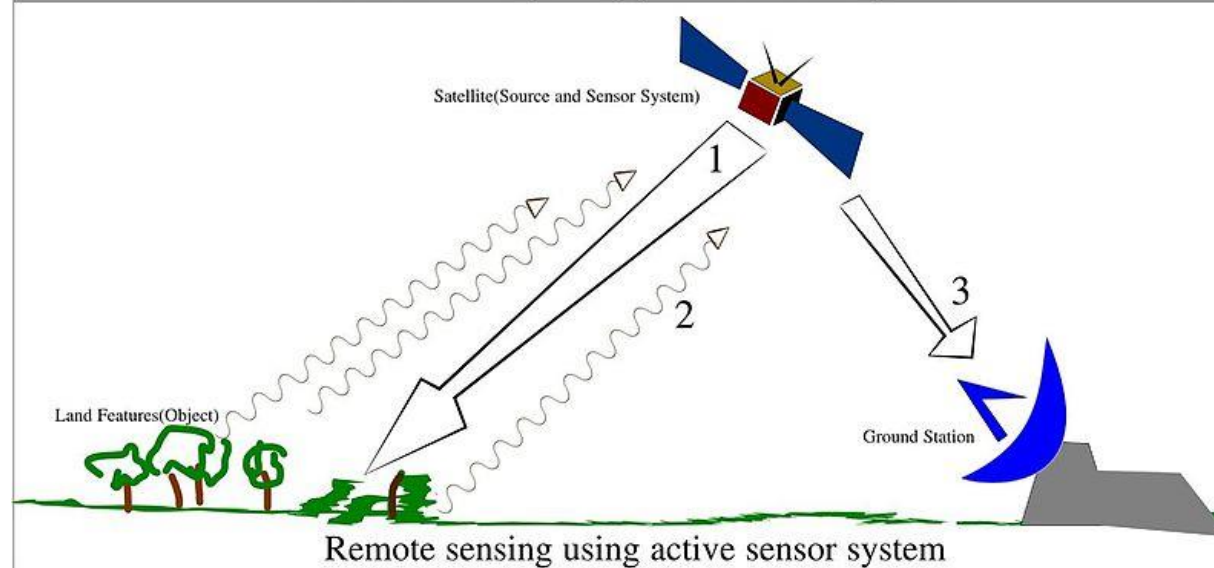 Satellite(Source and Sensor System)
1
2
3
Land Features(Object)
Ground Station
Remote sensing using active sensor system